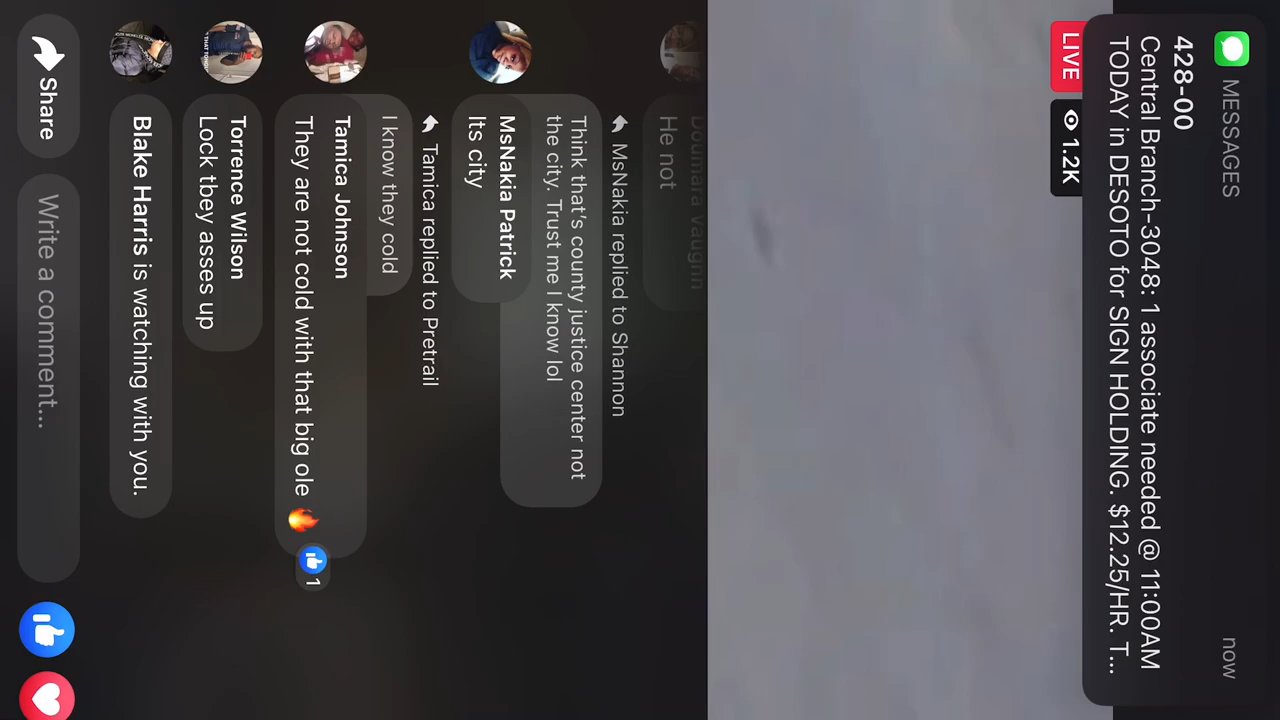 MESSAGES
now
428-00
Central Branch-3048: 1 associate needed @ 11:00AM
TODAY in DESOTO for SIGN HOLDING. $12.25/HR. T...
LIVE
1.2K
Doumara Vaughn
He not
MsNakia replied to Shannon
Think that's county justice center not
the city. Trust me I know lol
MsNakia Patrick
Its city
Tamica replied to Pretrail
I know they cold
Tamica Johnson
They are not cold with that big ole 🔥
1
Torrence Wilson
Lock tbey asses up
Blake Harris is watching with you.
Share
Write a comment...